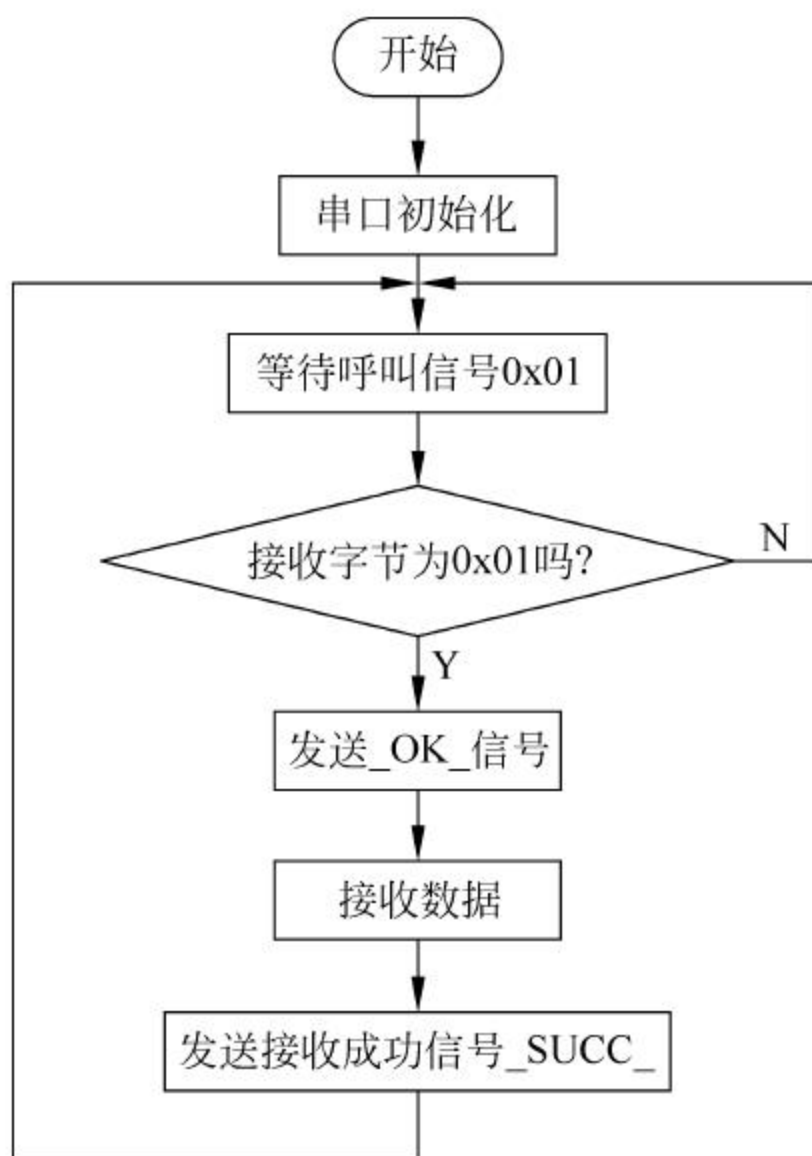 开始
串口初始化
等待呼叫信号0x01
接收字节为0x01吗?
N
Y
发送_OK_信号
接收数据
发送接收成功信号_SUCC_